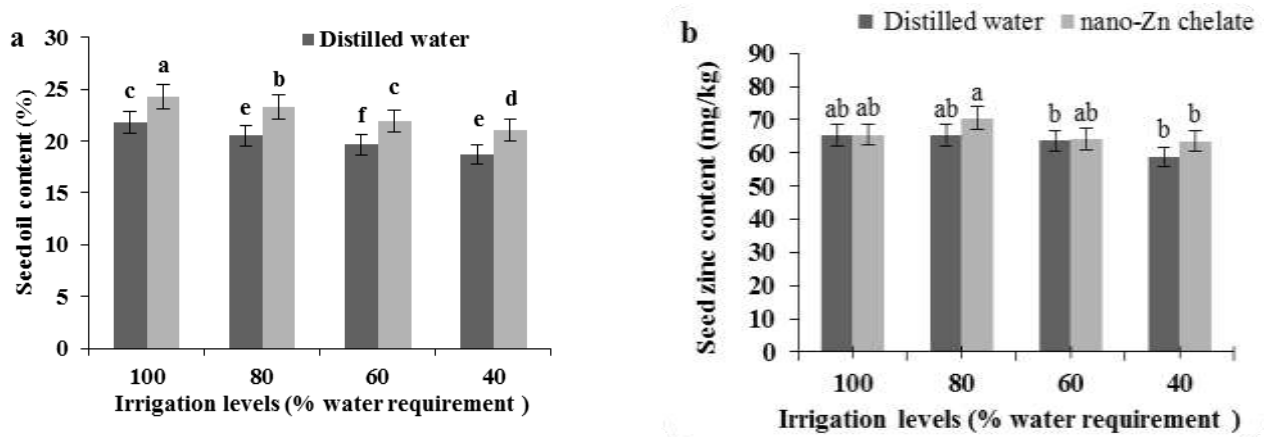 a
Seed oil content (%)
30
25
20
15
10
5
0
■ Distilled water
c a e b f c e d
100 80 60 40
Irrigation levels (% water requirement )
b
■ Distilled water ■ nano-Zn chelate
Seed zinc content (mg/kg)
90
80
70
60
50
40
30
20
10
0
ab ab ab a b ab b b
100 80 60 40
Irrigation levels (% water requirement )